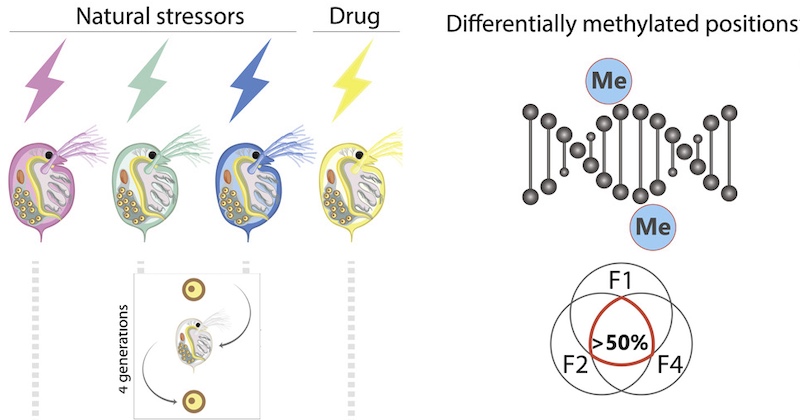 Natural stressors
Drug
4 generations
Differentially methylated positions
Me
Me
F1
>50%
F2
F4